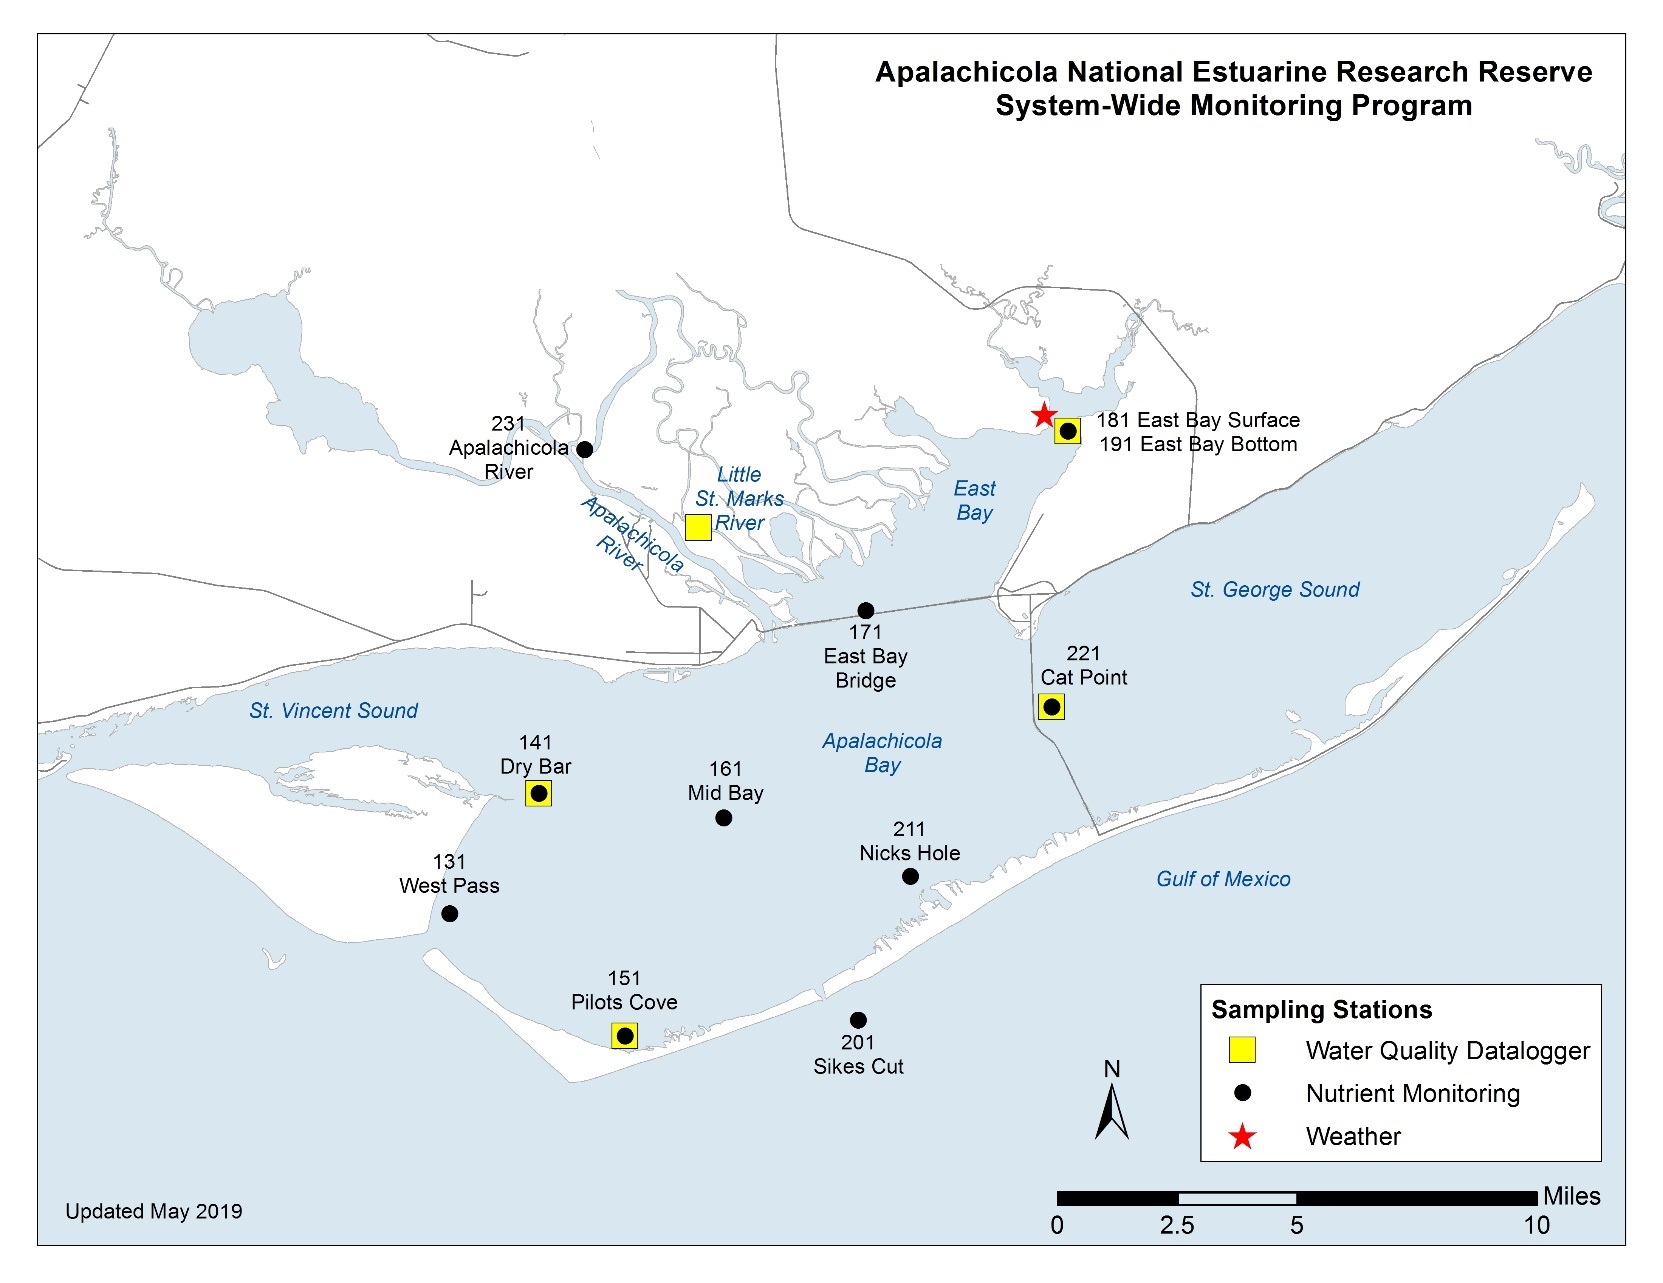 Apalachicola National Estuarine Research Reserve
System-Wide Monitoring Program
231
Apalachicola
River
181 East Bay Surface
191 East Bay Bottom
Little
St. Marks
River
East
Bay
Apalachicola
River
St. George Sound
171
East Bay
Bridge
221
Cat Point
St. Vincent Sound
141
Dry Bar
161
Mid Bay
Apalachicola
Bay
211
Nicks Hole
131
West Pass
Gulf of Mexico
151
Pilots Cove
201
Sikes Cut
N
Sampling Stations
Water Quality Datalogger
Nutrient Monitoring
Weather
Miles
0 2.5 5 10
Updated May 2019